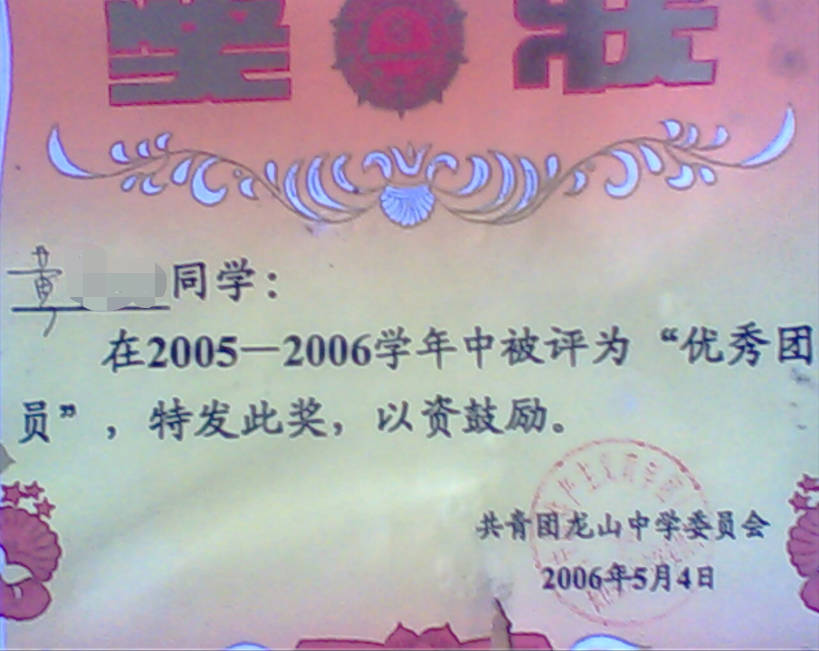 奖 状
黄 同学：
在2005—2006学年中被评为“优秀团
员”，特发此奖，以资鼓励。
共青团龙山中学委员会
2006年5月4日